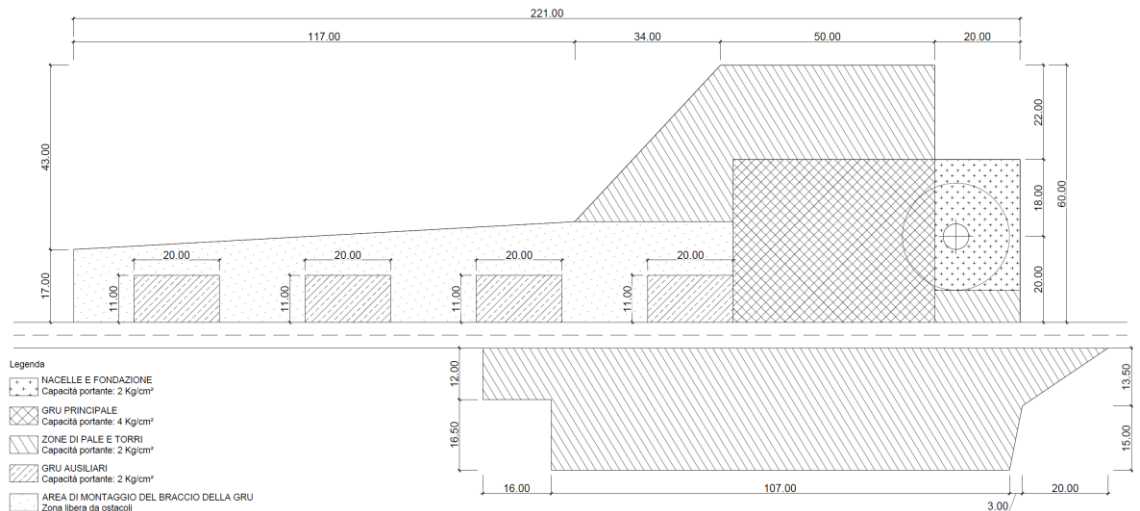 221.00
117.00 34.00 50.00 20.00
43.00 22.00
18.00 60.00
20.00 20.00 20.00 20.00
17.00 11.00 11.00 11.00 11.00 20.00
Legenda
NACELLE E FONDAZIONE
Capacità portante: 2 Kg/cm²
GRU PRINCIPALE
Capacità portante: 4 Kg/cm²
ZONE DI PALE E TORRI
Capacità portante: 2 Kg/cm²
GRU AUSILIARI
Capacità portante: 2 Kg/cm²
AREA DI MONTAGGIO DEL BRACCIO DELLA GRU
Zona libera da ostacoli
12.00 13.50
16.50 15.00
16.00 107.00 20.00
3.00